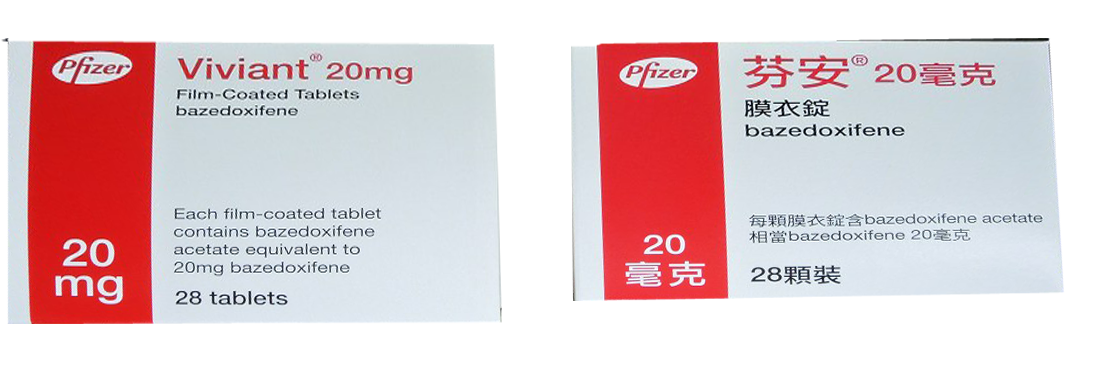 Pfizer
Viviant® 20mg
Film-Coated Tablets
bazedoxifene
Each film-coated tablet
contains bazedoxifene
acetate equivalent to
20mg bazedoxifene
28 tablets
20
mg
Pfizer
芬安® 20毫克
膜衣錠
bazedoxifene
每顆膜衣錠含bazedoxifene acetate
相當bazedoxifene 20毫克
28顆裝
20
毫克